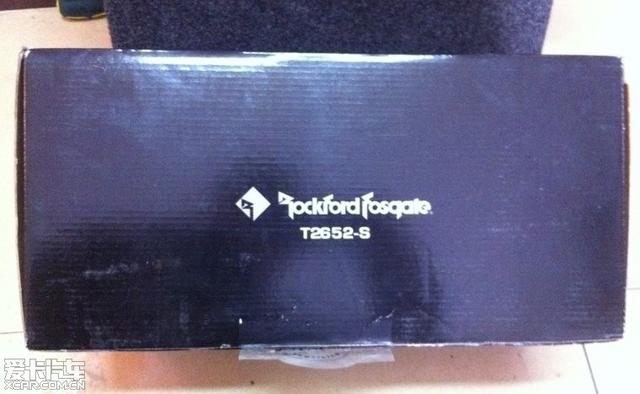 Rockford Fosgate
T2652-S
爱卡汽车
XCAR.COM.CN